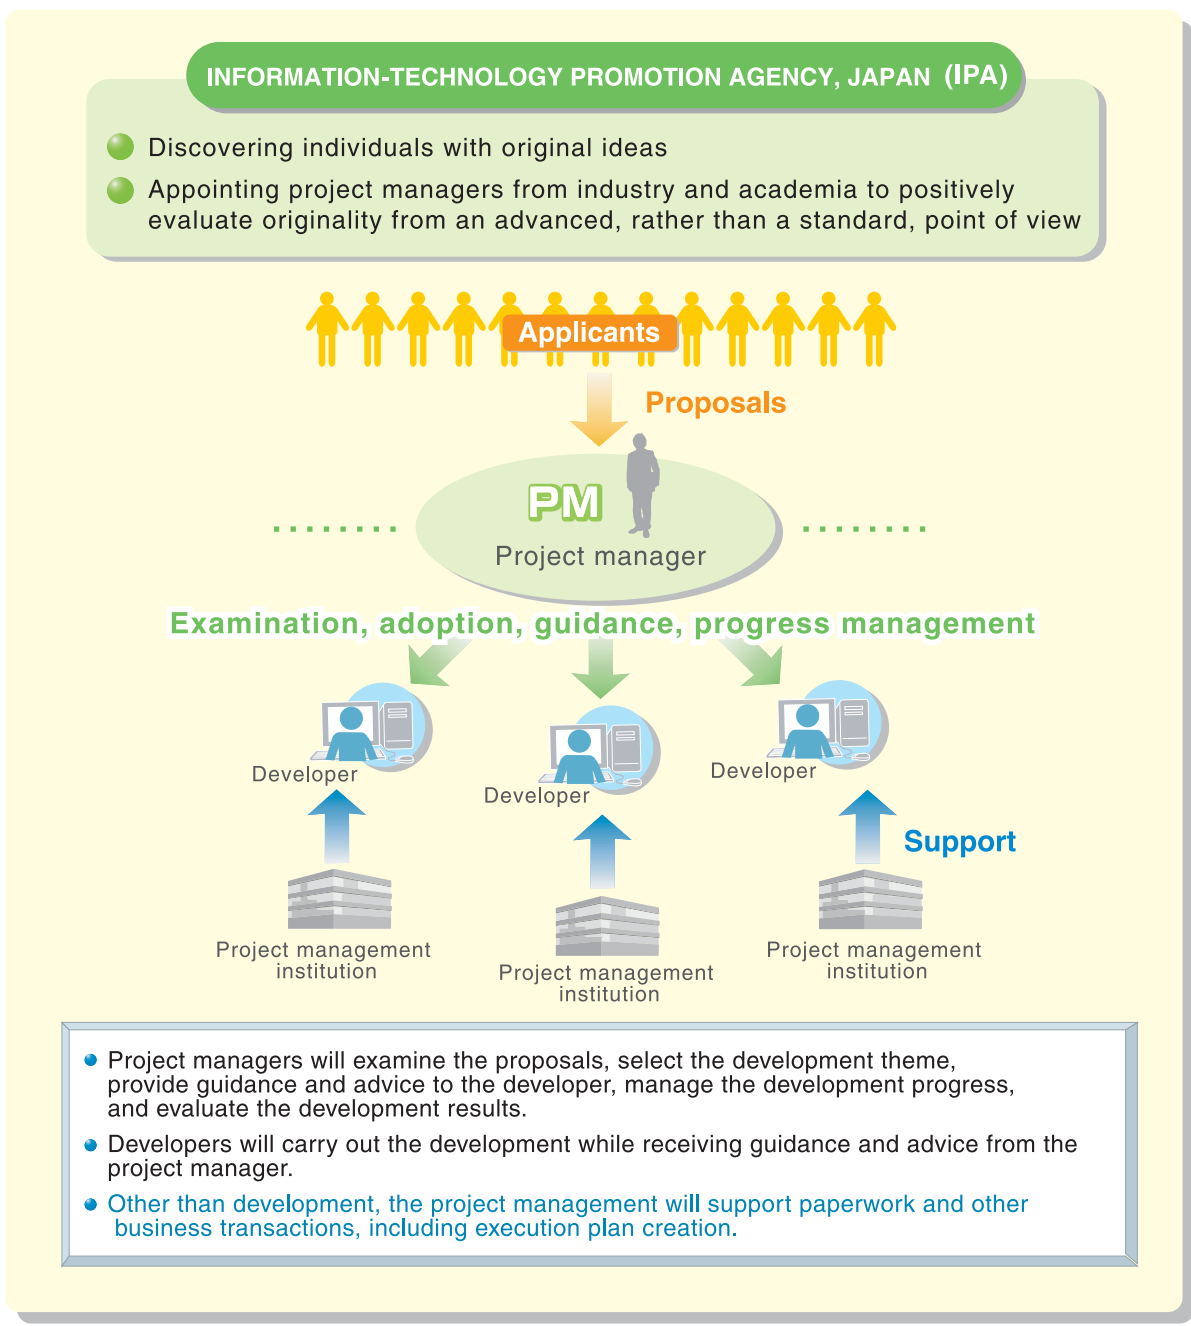 INFORMATION-TECHNOLOGY PROMOTION AGENCY, JAPAN (IPA)
Discovering individuals with original ideas
Appointing project managers from industry and academia to positively
evaluate originality from an advanced, rather than a standard, point of view
Applicants
Proposals
PM
Project manager
Examination, adoption, guidance, progress management
Developer
Developer
Developer
Support
Project management
institution
Project management
institution
Project management
institution
Project managers will examine the proposals, select the development theme,
provide guidance and advice to the developer, manage the development progress,
and evaluate the development results.
Developers will carry out the development while receiving guidance and advice from the
project manager.
Other than development, the project management will support paperwork and other
business transactions, including execution plan creation.